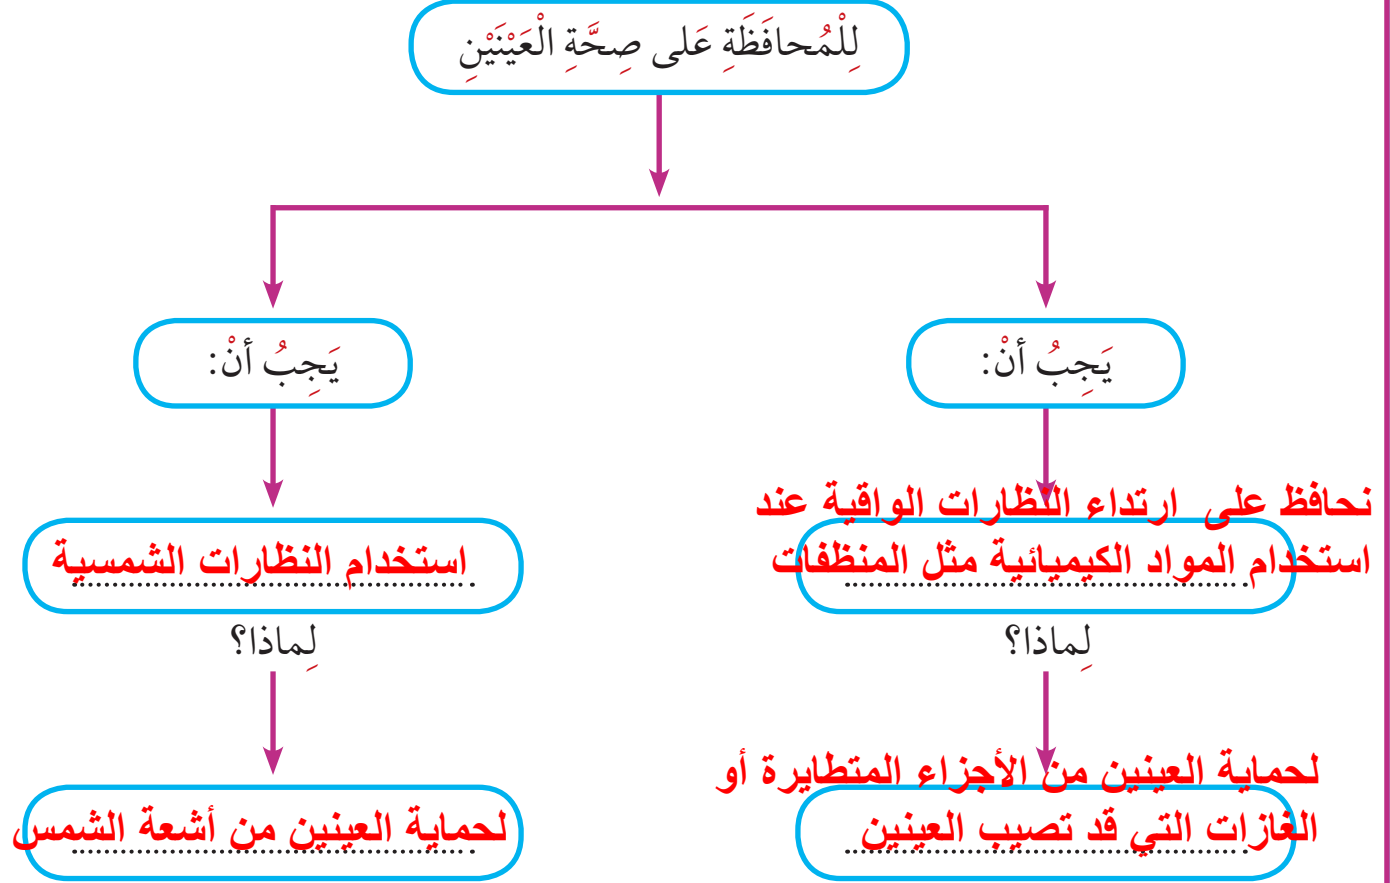 لِلْمُحافَظَةِ عَلى صِحَّةِ الْعَيْنَيْنِ
يَجِبُ أنْ:
يَجِبُ أنْ:
نحافظ على ارتداء النظارات الواقية عند
استخدام المواد الكيميائية مثل المنظفات
استخدام النظارات الشمسية
لِماذا؟
لِماذا؟
لحماية العينين من الأجزاء المتطايرة أو
الغازات التي قد تصيب العينين
لحماية العينين من أشعة الشمس